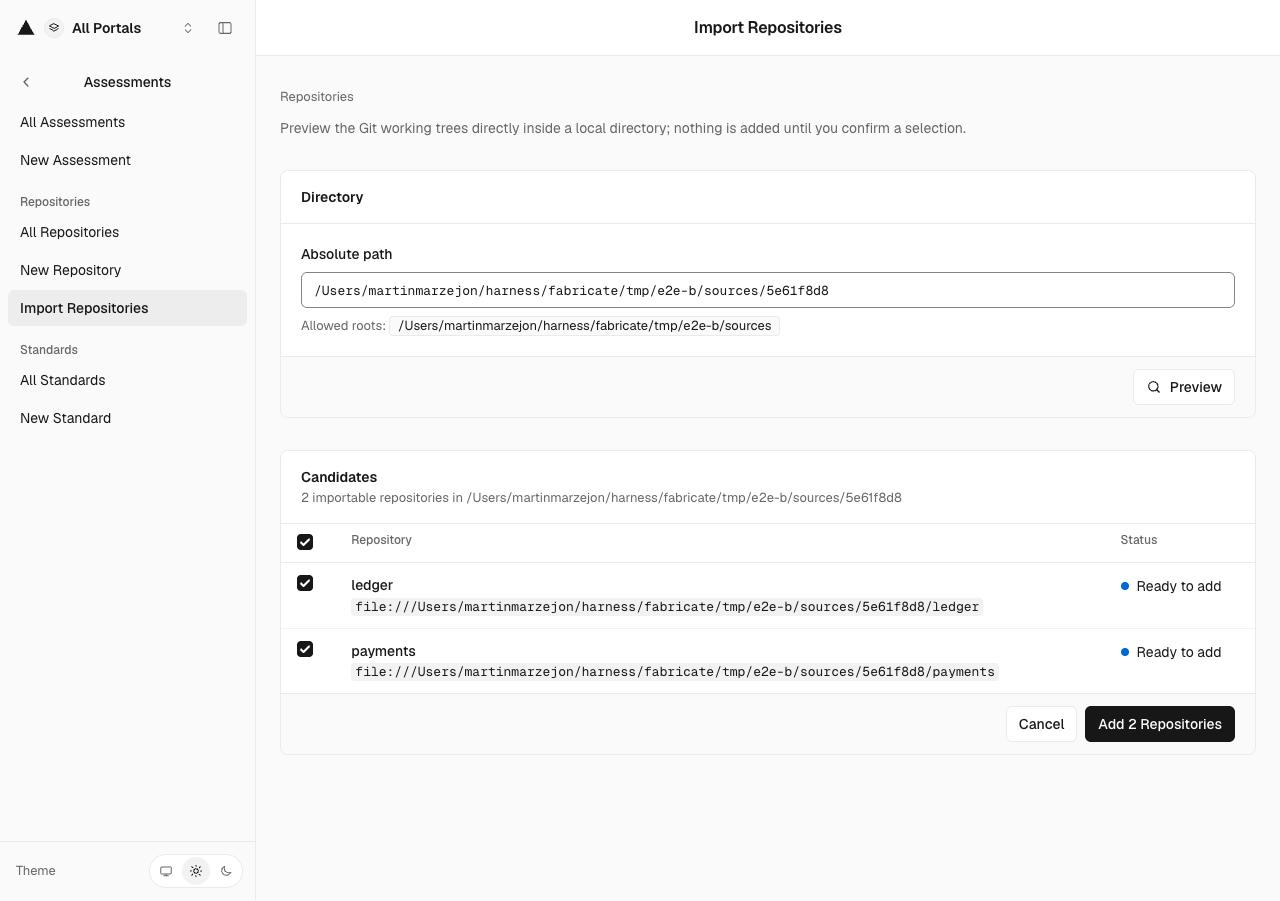 All Portals
Import Repositories
Assessments
All Assessments
New Assessment
Repositories
All Repositories
New Repository
Import Repositories
Standards
All Standards
New Standard
Theme
Repositories
Preview the Git working trees directly inside a local directory; nothing is added until you confirm a selection.
Directory
Absolute path
/Users/martinmarzejon/harness/fabricate/tmp/e2e-b/sources/5e61f8d8
Allowed roots: /Users/martinmarzejon/harness/fabricate/tmp/e2e-b/sources
Preview
Candidates
2 importable repositories in /Users/martinmarzejon/harness/fabricate/tmp/e2e-b/sources/5e61f8d8
Repository Status
ledger Ready to add
file:///Users/martinmarzejon/harness/fabricate/tmp/e2e-b/sources/5e61f8d8/ledger
payments Ready to add
file:///Users/martinmarzejon/harness/fabricate/tmp/e2e-b/sources/5e61f8d8/payments
Cancel Add 2 Repositories